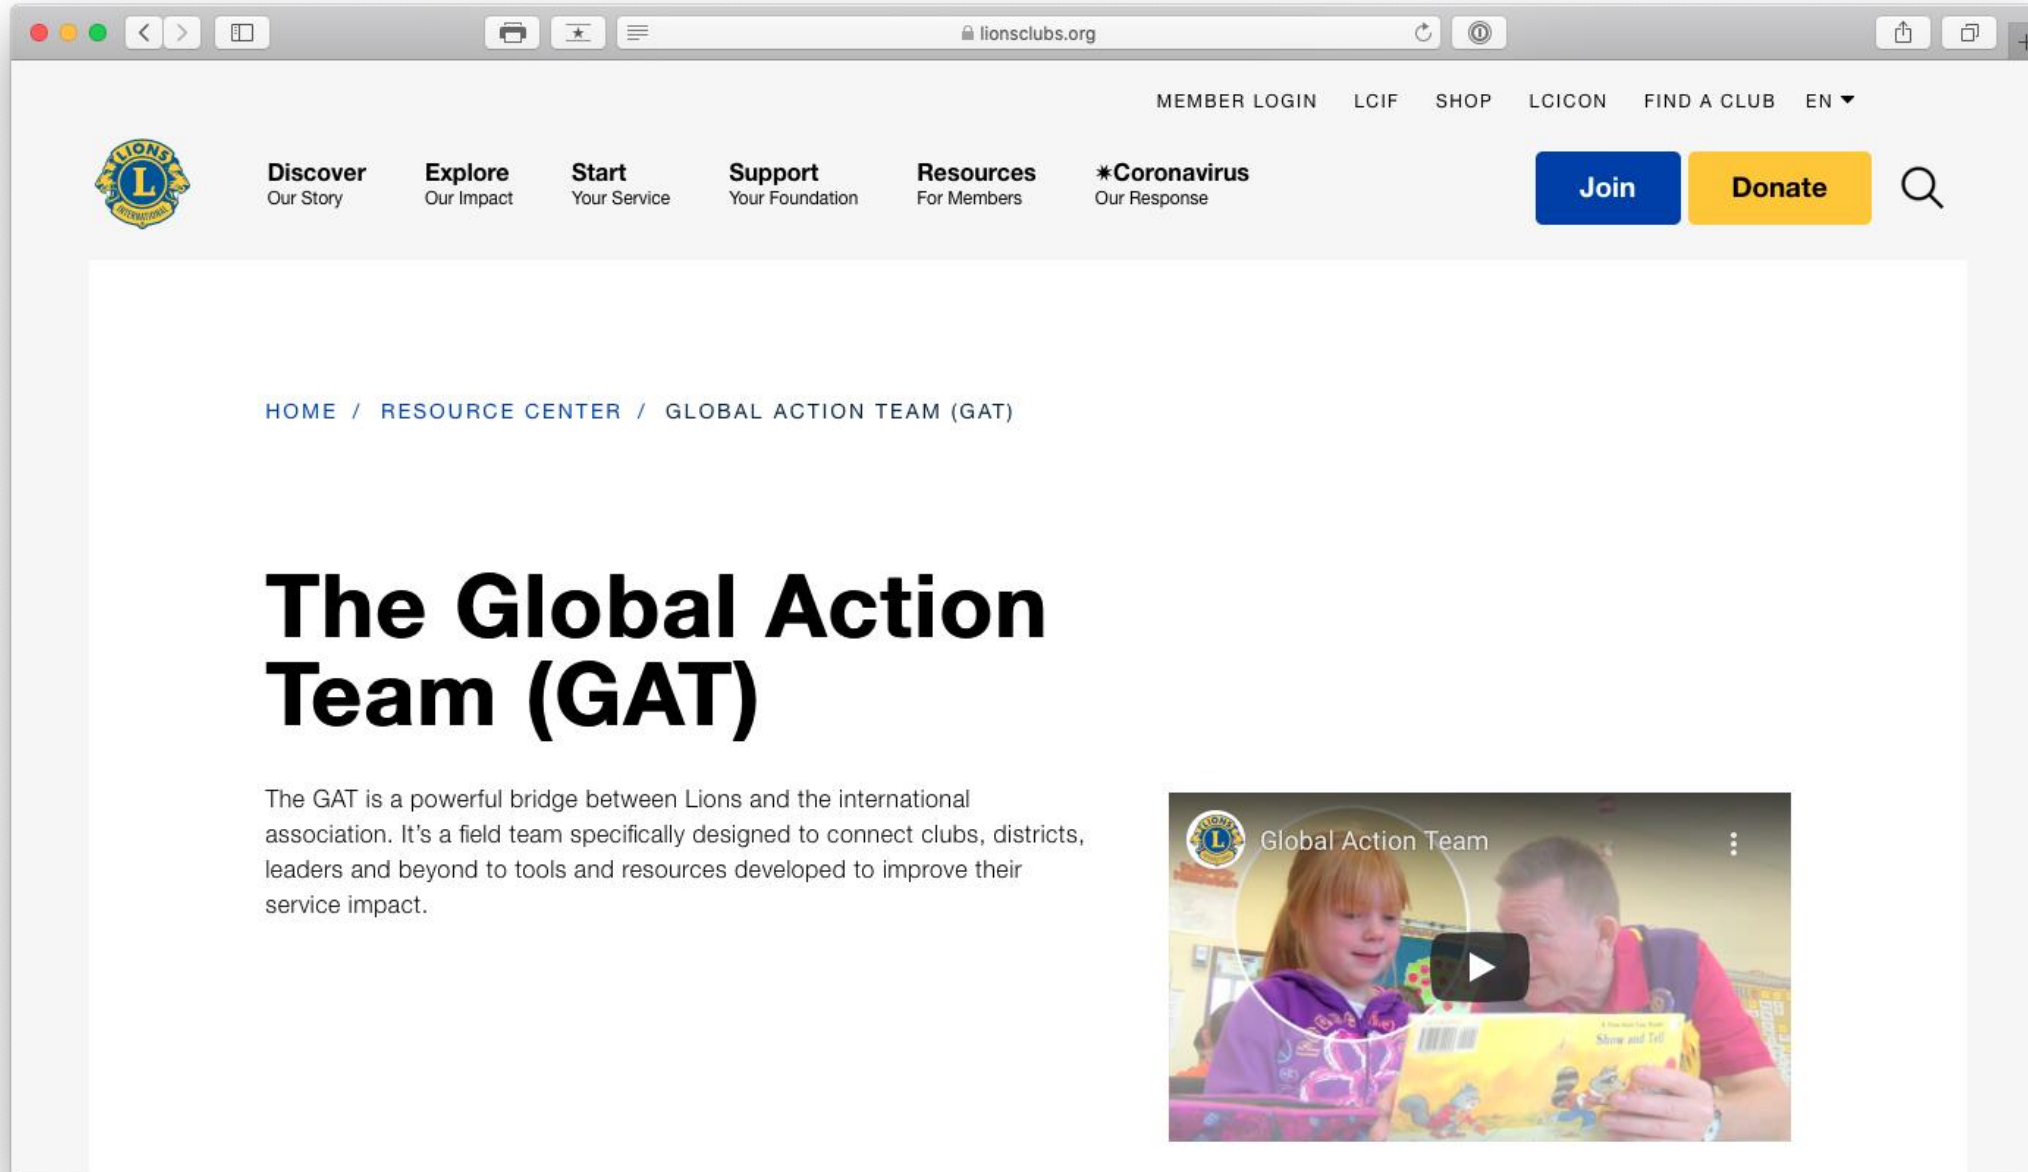 lionsclubs.org
MEMBER LOGIN LCIF SHOP LCICON FIND A CLUB EN
LIONS
L
INTERNATIONAL
Discover Explore Start Support Resources ✷Coronavirus
Our Story Our Impact Your Service Your Foundation For Members Our Response
Join Donate
HOME / RESOURCE CENTER / GLOBAL ACTION TEAM (GAT)
The Global Action
Team (GAT)
The GAT is a powerful bridge between Lions and the international
association. It’s a field team specifically designed to connect clubs, districts,
leaders and beyond to tools and resources developed to improve their
service impact.
LIONS
L
Global Action Team
Show and Tell